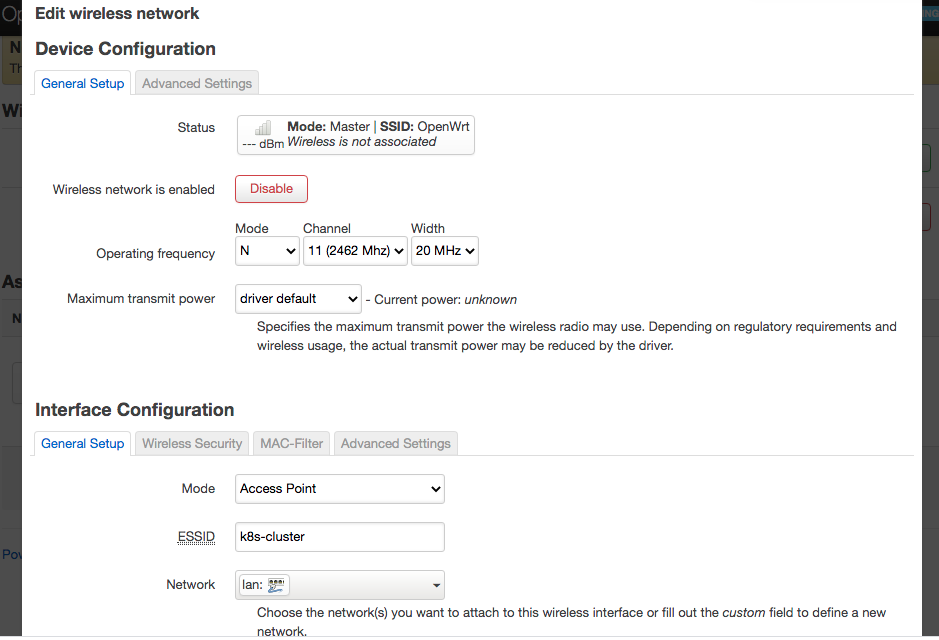 Edit wireless network
Device Configuration
General Setup Advanced Settings
Status
Mode: Master | SSID: OpenWrt
--- dBm Wireless is not associated
Wireless network is enabled Disable
Mode Channel Width
Operating frequency N 11 (2462 Mhz) 20 MHz
Maximum transmit power driver default - Current power: unknown
Specifies the maximum transmit power the wireless radio may use. Depending on regulatory requirements and
wireless usage, the actual transmit power may be reduced by the driver.
Interface Configuration
General Setup Wireless Security MAC-Filter Advanced Settings
Mode Access Point
ESSID k8s-cluster
Network lan:
Choose the network(s) you want to attach to this wireless interface or fill out the custom field to define a new
network.